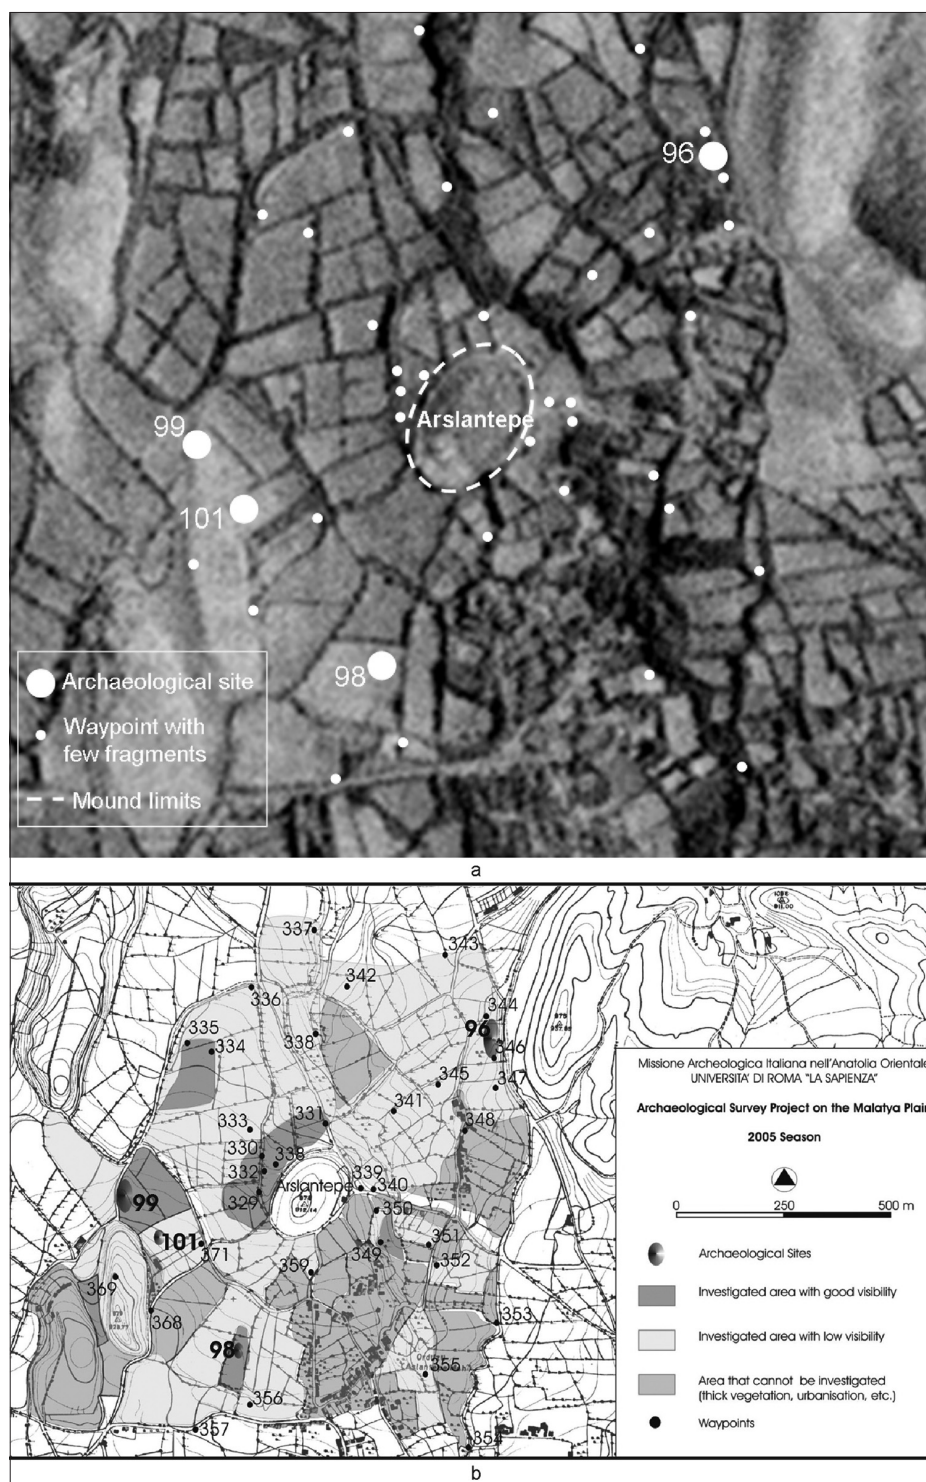 96
Arslantepe
99
101
98
Archaeological site
Waypoint with
few fragments
Mound limits
a
337
343
342
336
344
338
96
335
334
346
345
347
341
331
333
348
330
338
332
339
Arslantepe
340
329
99
350
101
371
349
351
359
352
369
368
353
98
355
356
357
354
Missione Archeologica Italiana nell'Anatolia Orientale
UNIVERSITA' DI ROMA "LA SAPIENZA"
Archaeological Survey Project on the Malatya Plain
2005 Season
0 250 500 m
Archaeological Sites
Investigated area with good visibility
Investigated area with low visibility
Area that cannot be investigated
(thick vegetation, urbanisation, etc.)
Waypoints
b